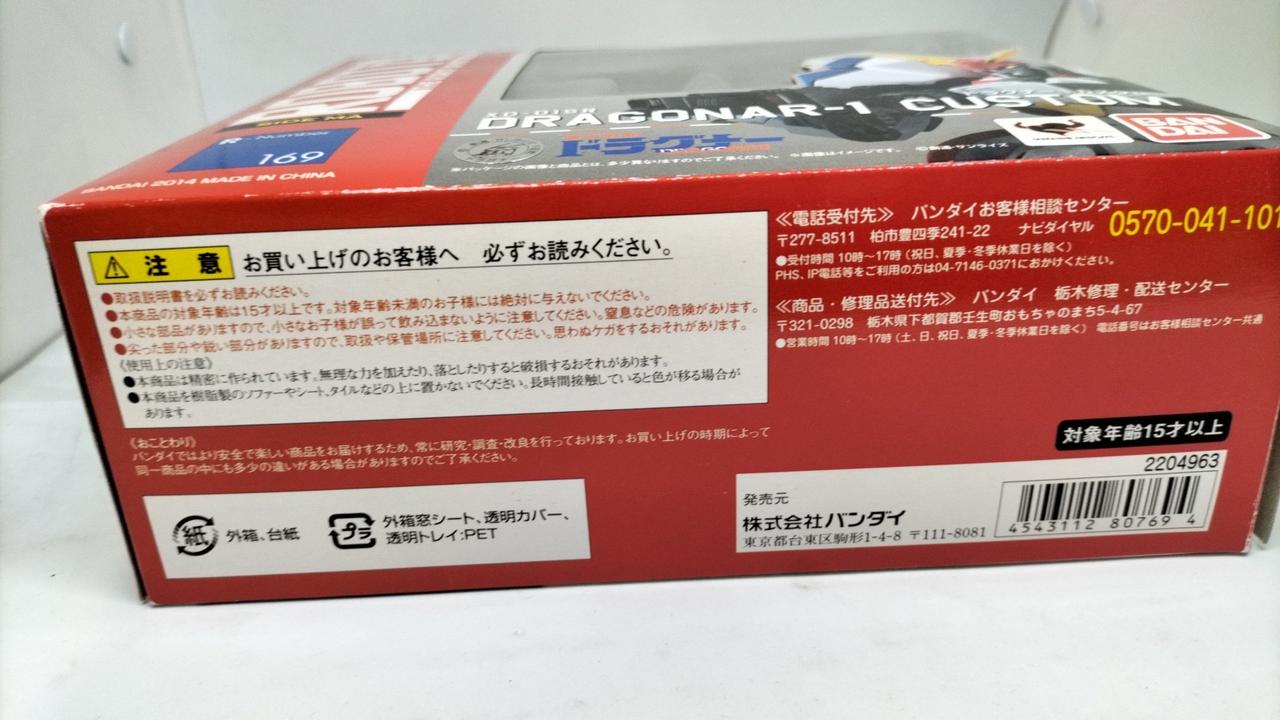 DRAGONAR-1 CUSTOM
ドラグナー
SIDE MA
R-Number
169
BANDAI 2014 MADE IN CHINA
BAN
DAI
注意 お買い上げのお客様へ 必ずお読みください。
●取扱説明書を必ずお読みください。
●本商品の対象年齢は15才以上です。対象年齢未満のお子様には絶対に与えないでください。
●小さな部品がありますので、小さなお子様が誤って飲み込まないように注意してください。窒息などの危険があります。
●尖った部分や鋭い部分がありますので、取扱や保管場所に注意してください。思わぬケガをするおそれがあります。
《使用上の注意》
●本商品は精密に作られています。無理な力を加えたり、落としたりすると破損するおそれがあります。
●本商品を樹脂製のソファーやシート、タイルなどの上に置かないでください。長時間接触していると色が移る場合が
あります。
《おことわり》
バンダイではより安全で楽しい商品をお届けするため、常に研究・調査・改良を行っております。お買い上げの時期によって
同一商品の中にも多少の違いがある場合がありますのでご了承ください。
紙 外箱、台紙
プラ 外箱窓シート、透明カバー、
透明トレイ:PET
≪電話受付先≫ バンダイお客様相談センター
〒277-8511 柏市豊四季241-22 ナビダイヤル 0570-041-101
●受付時間 10時〜17時(祝日、夏季・冬季休業日を除く)
PHS、IP電話等をご利用の方は04-7146-0371におかけください。
≪商品・修理品送付先≫ バンダイ 栃木修理・配送センター
〒321-0298 栃木県下都賀郡壬生町おもちゃのまち5-4-67
●営業時間 10時〜17時(土、日、祝日、夏季・冬季休業日を除く) 電話番号はお客様相談センター共通
対象年齢15才以上
2204963
発売元
株式会社バンダイ
東京都台東区駒形1-4-8 〒111-8081
4543112 80769 4